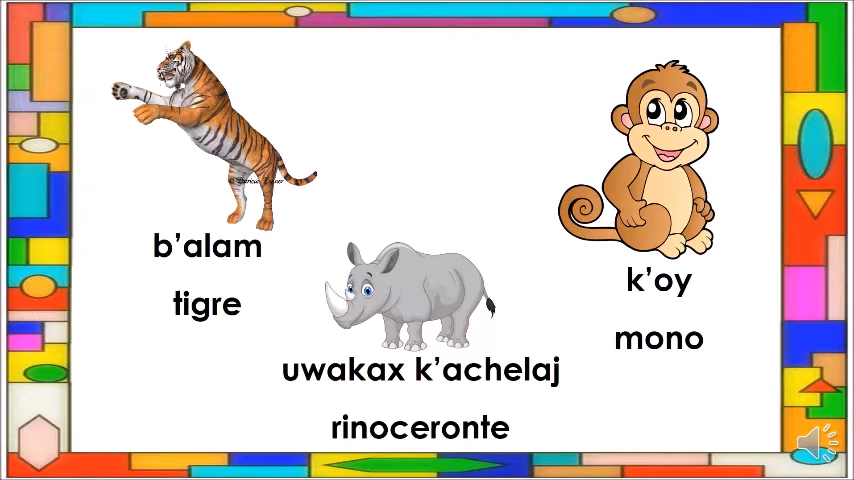 b’alam
tigre
uwakax k’achelaj
rinoceronte
k’oy
mono